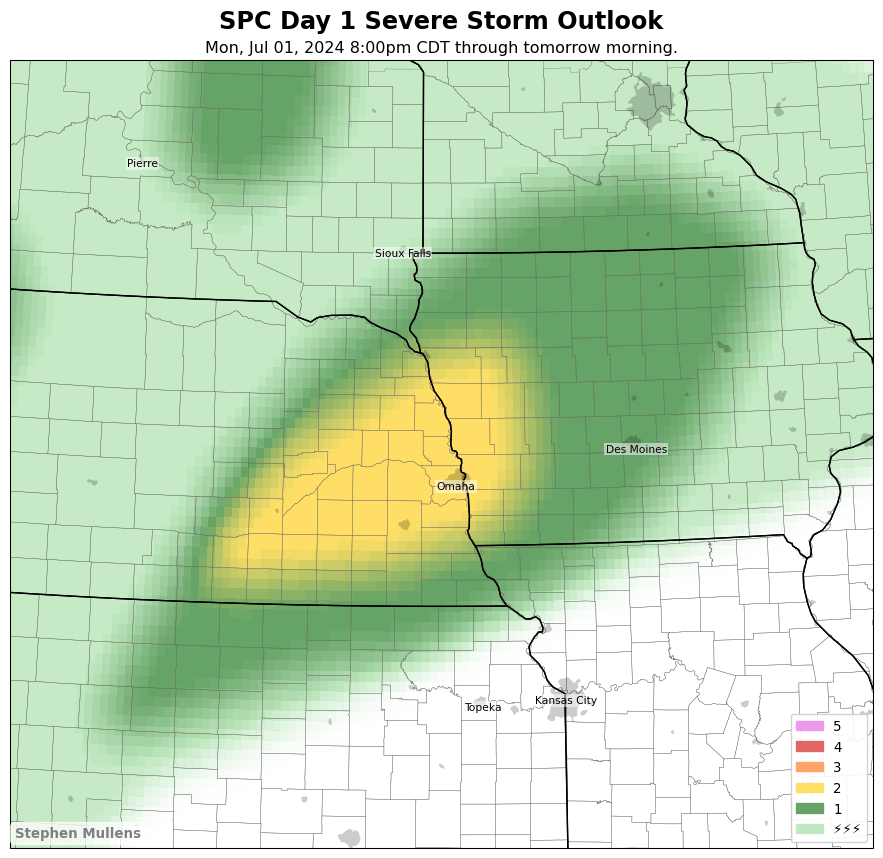 SPC Day 1 Severe Storm Outlook
Mon, Jul 01, 2024 8:00pm CDT through tomorrow morning.
Pierre
Sioux Falls
Des Moines
Omaha
Kansas City
Topeka
5
4
3
2
1
⚡⚡⚡
Stephen Mullens